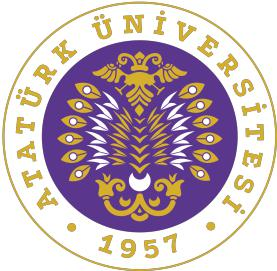 ATATÜRK ÜNİVERSİTESİ
• 1957 •